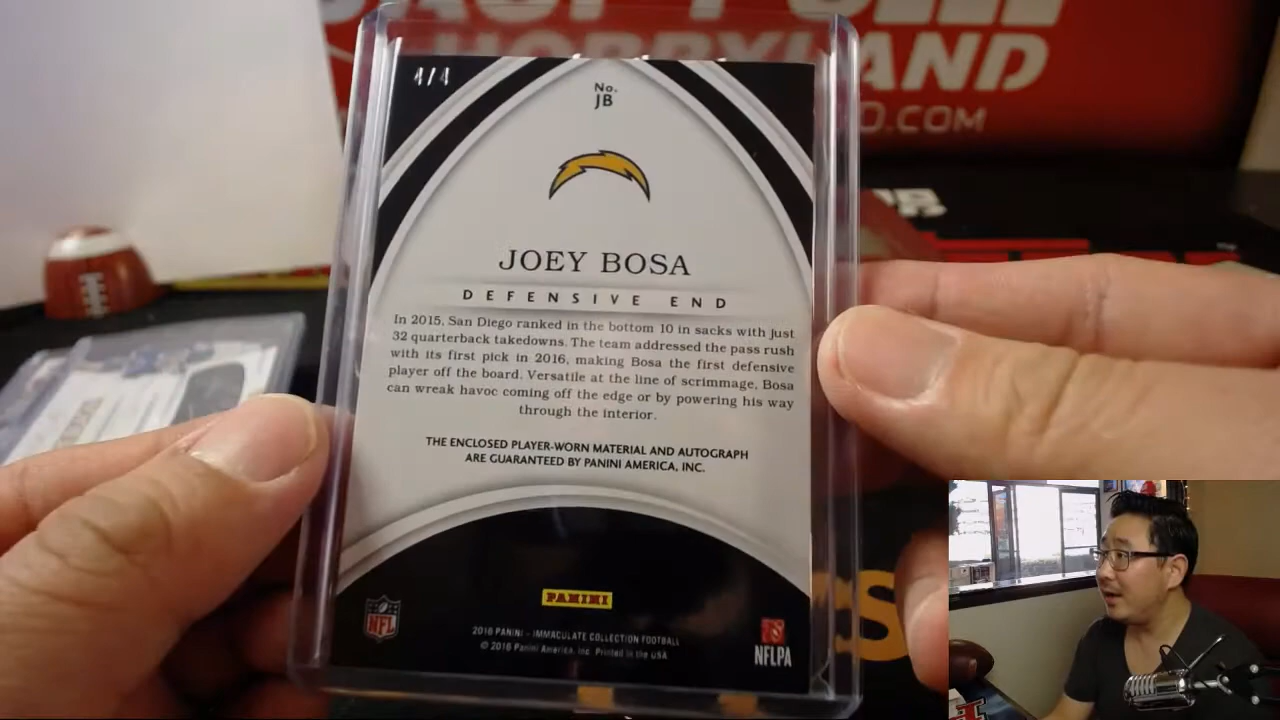 HOBBYLAND
O.COM
4/4
No.
JB
JOEY BOSA
DEFENSIVE END
In 2015, San Diego ranked in the bottom 10 in sacks with just
32 quarterback takedowns. The team addressed the pass rush
with its first pick in 2016, making Bosa the first defensive
player off the board. Versatile at the line of scrimmage, Bosa
can wreak havoc coming off the edge or by powering his way
through the interior.
THE ENCLOSED PLAYER-WORN MATERIAL AND AUTOGRAPH
ARE GUARANTEED BY PANINI AMERICA, INC.
PANINI
NFL
2016 PANINI - IMMACULATE COLLECTION FOOTBALL
© 2016 Panini America, Inc. Printed in the USA.
NFLPA